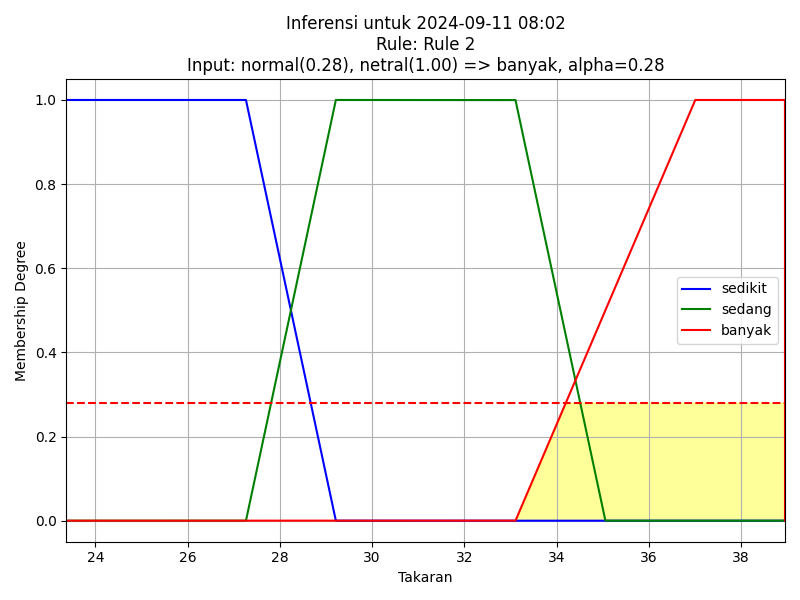 Inferensi untuk 2024-09-11 08:02
Rule: Rule 2
Input: normal(0.28), netral(1.00) => banyak, alpha=0.28
1.0
0.8
0.6
0.4
0.2
0.0
Membership Degree
sedikit
sedang
banyak
24 26 28 30 32 34 36 38
Takaran